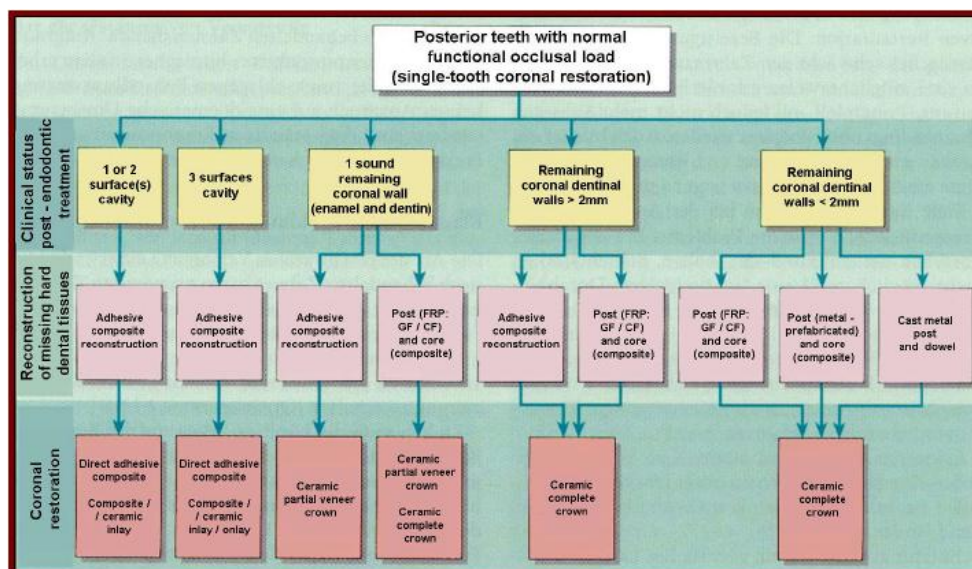 Posterior teeth with normal
functional occlusal load
(single-tooth coronal restoration)
Clinical status
post - endodontic
treatment
1 or 2
surface(s)
cavity
3 surfaces
cavity
1 sound
remaining
coronal wall
(enamel and dentin)
Remaining
coronal dentinal
walls > 2mm
Remaining
coronal dentinal
walls < 2mm
Reconstruction
of missing hard
dental tissues
Adhesive
composite
reconstruction
Adhesive
composite
reconstruction
Adhesive
composite
reconstruction
Post (FRP:
GF / CF)
and core
(composite)
Adhesive
composite
reconstruction
Post (FRP:
GF / CF)
and core
(composite)
Post (FRP:
GF / CF)
and core
(composite)
Post {metal -
prefabricated}
and core
(composite)
Cast metal
post
and dowel
Coronal
restoration
Direct adhesive
composite
Composite /
/ ceramic
inlay
Direct adhesive
composite
Composite /
/ ceramic
inlay / onlay
Ceramic
partial veneer
crown
Ceramic
partial veneer
crown
Ceramic
complete
crown
Ceramic
complete
crown
Ceramic
complete
crown